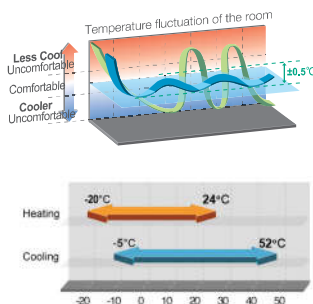 Temperature fluctuation of the room
Less Cool
Uncomfortable
Comfortable
Cooler
Uncomfortable
±0.5°C
-20°C
24°C
Heating
-5°C
52°C
Cooling
-20 -10 0 10 20 30 40 50